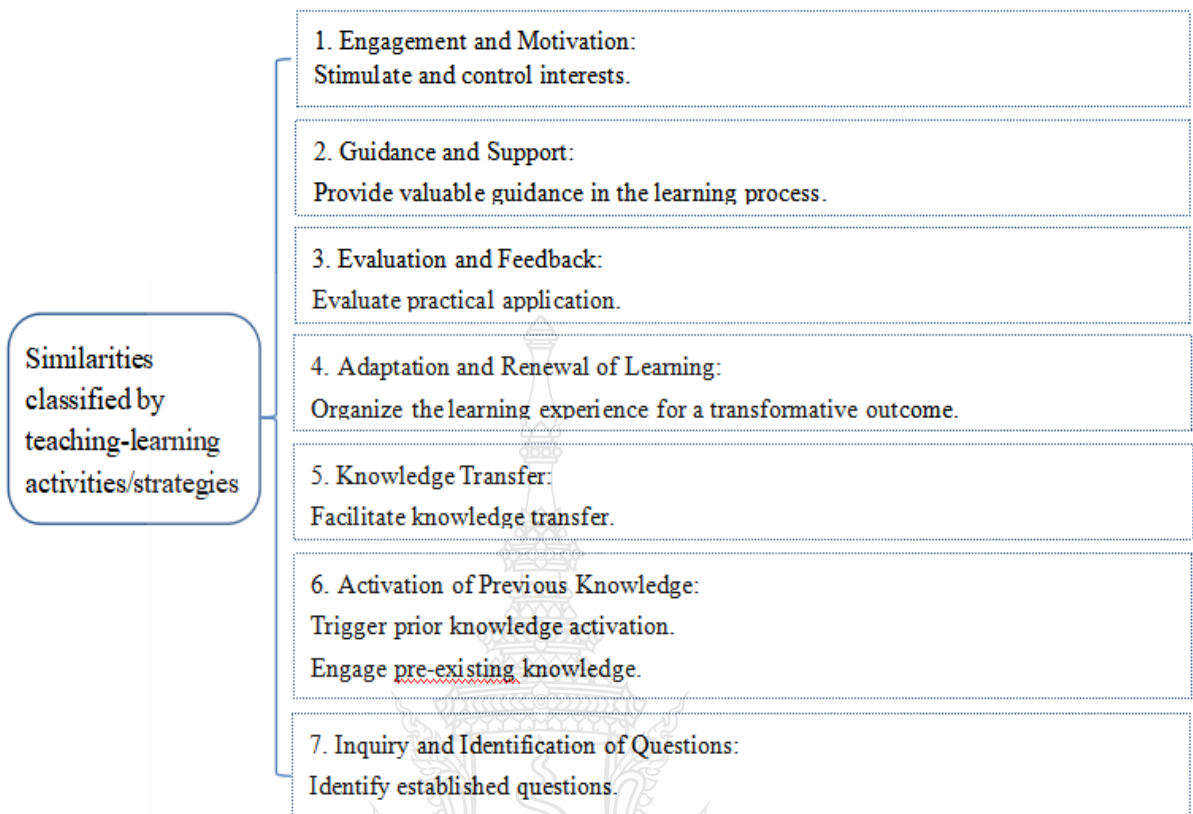 1. Engagement and Motivation:
Stimulate and control interests.
2. Guidance and Support:
Provide valuable guidance in the learning process.
3. Evaluation and Feedback:
Evaluate practical application.
Similarities
classified by
teaching-learning
activities/strategies
4. Adaptation and Renewal of Learning:
Organize the learning experience for a transformative outcome.
5. Knowledge Transfer:
Facilitate knowledge transfer.
6. Activation of Previous Knowledge:
Trigger prior knowledge activation.
Engage pre-existing knowledge.
7. Inquiry and Identification of Questions:
Identify established questions.